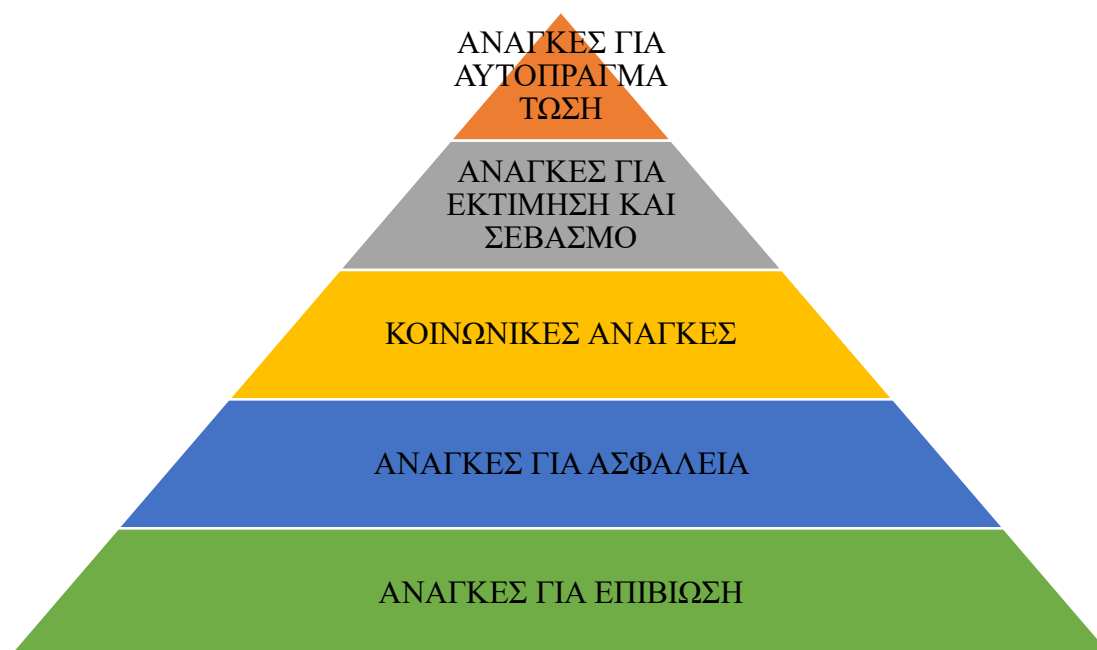 ΑΝΑΓΚΕΣ ΓΙΑ
ΑΥΤΟΠΡΑΓΜΑ
ΤΩΣΗ
ΑΝΑΓΚΕΣ ΓΙΑ
ΕΚΤΙΜΗΣΗ ΚΑΙ
ΣΕΒΑΣΜΟ
ΚΟΙΝΩΝΙΚΕΣ ΑΝΑΓΚΕΣ
ΑΝΑΓΚΕΣ ΓΙΑ ΑΣΦΑΛΕΙΑ
ΑΝΑΓΚΕΣ ΓΙΑ ΕΠΙΒΙΩΣΗ